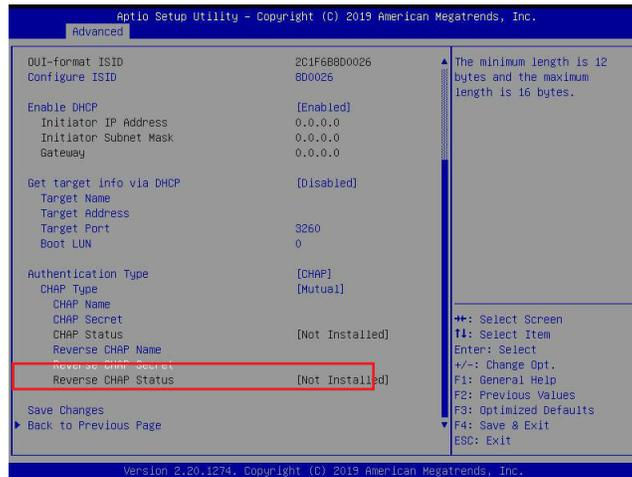 Aptio Setup Utility – Copyright (C) 2019 American Megatrends, Inc.
Advanced
OUI-format ISID 2C1F6B8D0026
Configure ISID 8D0026
Enable DHCP [Enabled]
Initiator IP Address 0.0.0.0
Initiator Subnet Mask 0.0.0.0
Gateway 0.0.0.0
Get target info via DHCP [Disabled]
Target Name
Target Address
Target Port 3260
Boot LUN 0
Authentication Type [CHAP]
CHAP Type [Mutual]
CHAP Name
CHAP Secret
CHAP Status [Not Installed]
Reverse CHAP Name
Reverse CHAP Secret
Reverse CHAP Status [Not Installed]
Save Changes
Back to Previous Page
The minimum length is 12
bytes and the maximum
length is 16 bytes.
→←: Select Screen
↑↓: Select Item
Enter: Select
+/-: Change Opt.
F1: General Help
F2: Previous Values
F3: Optimized Defaults
F4: Save & Exit
ESC: Exit
Version 2.20.1274. Copyright (C) 2019 American Megatrends, Inc.